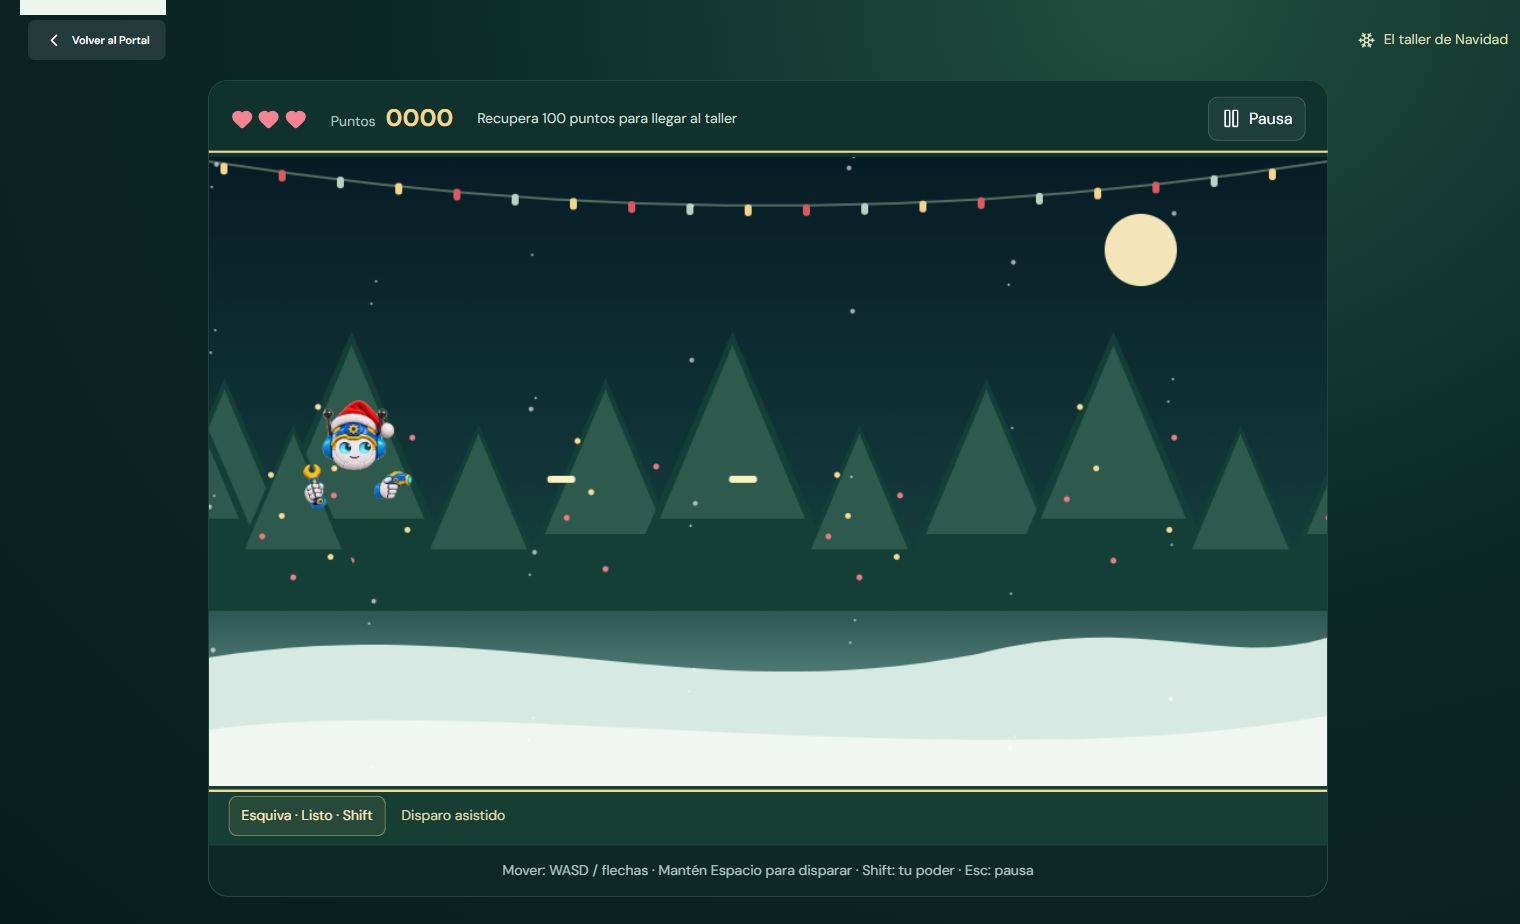 Volver al Portal
El taller de Navidad
Puntos 0000 Recupera 100 puntos para llegar al taller
Pausa
Esquiva · Listo · Shift
Disparo asistido
Mover: WASD / flechas · Mantén Espacio para disparar · Shift: tu poder · Esc: pausa